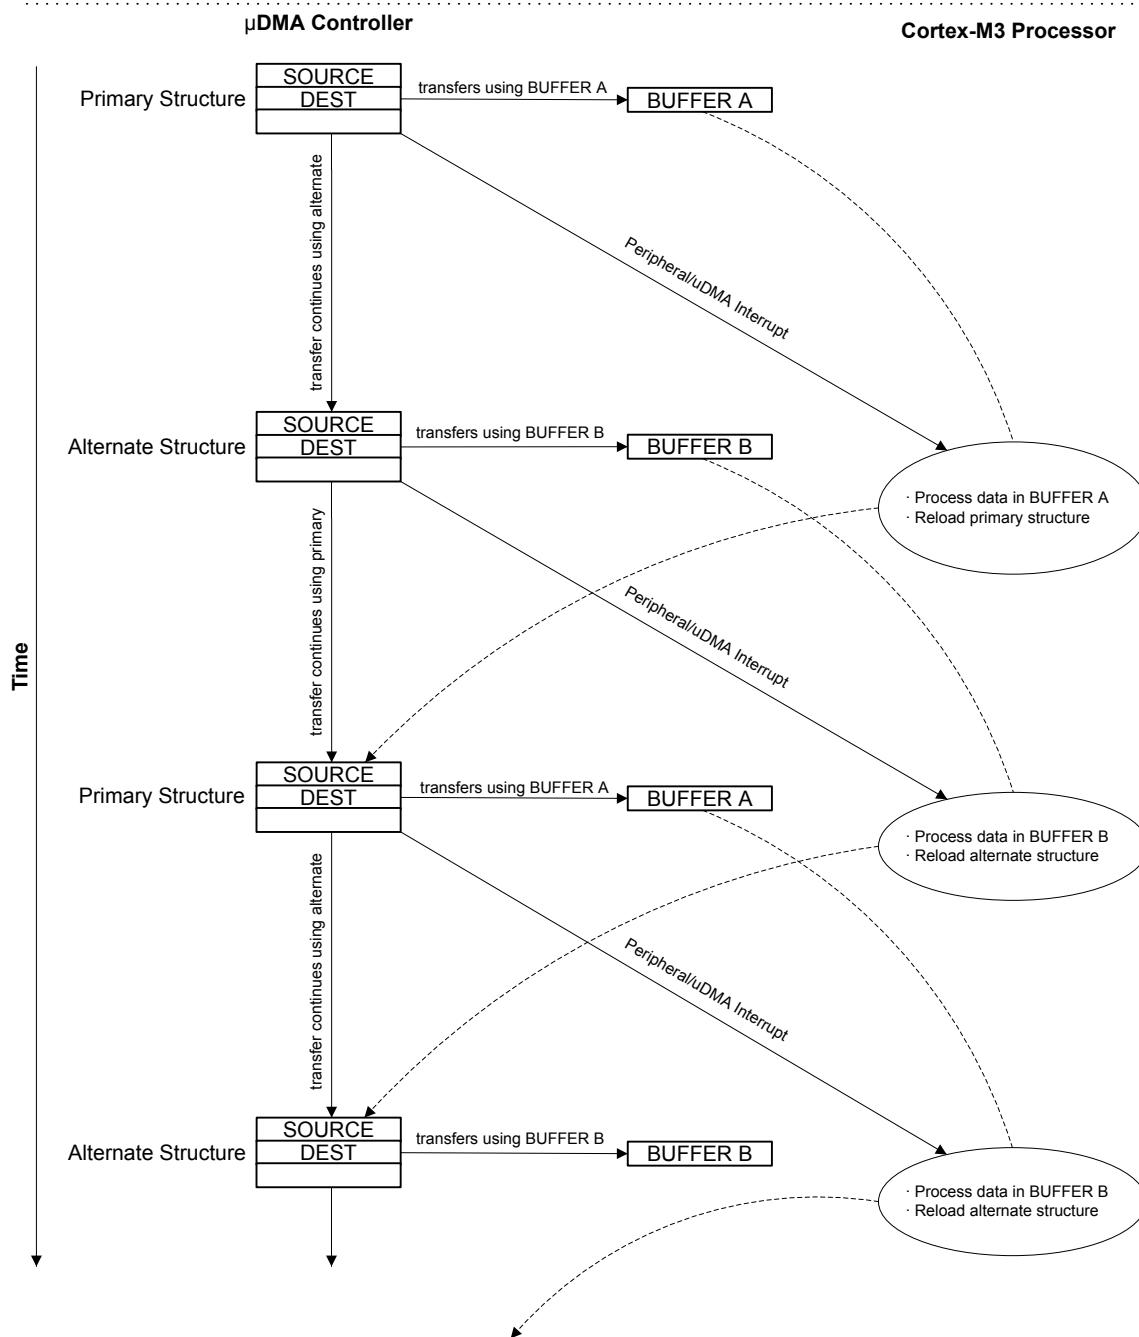 µDMA Controller
Cortex-M3 Processor
SOURCE
Primary Structure
DEST
transfers using BUFFER A
BUFFER A
transfer continues using alternate
Peripheral/uDMA Interrupt
SOURCE
Alternate Structure
DEST
transfers using BUFFER B
BUFFER B
· Process data in BUFFER A
· Reload primary structure
transfer continues using primary
Peripheral/uDMA Interrupt
Time
SOURCE
Primary Structure
DEST
transfers using BUFFER A
BUFFER A
· Process data in BUFFER B
· Reload alternate structure
transfer continues using alternate
Peripheral/uDMA Interrupt
SOURCE
Alternate Structure
DEST
transfers using BUFFER B
BUFFER B
· Process data in BUFFER B
· Reload alternate structure